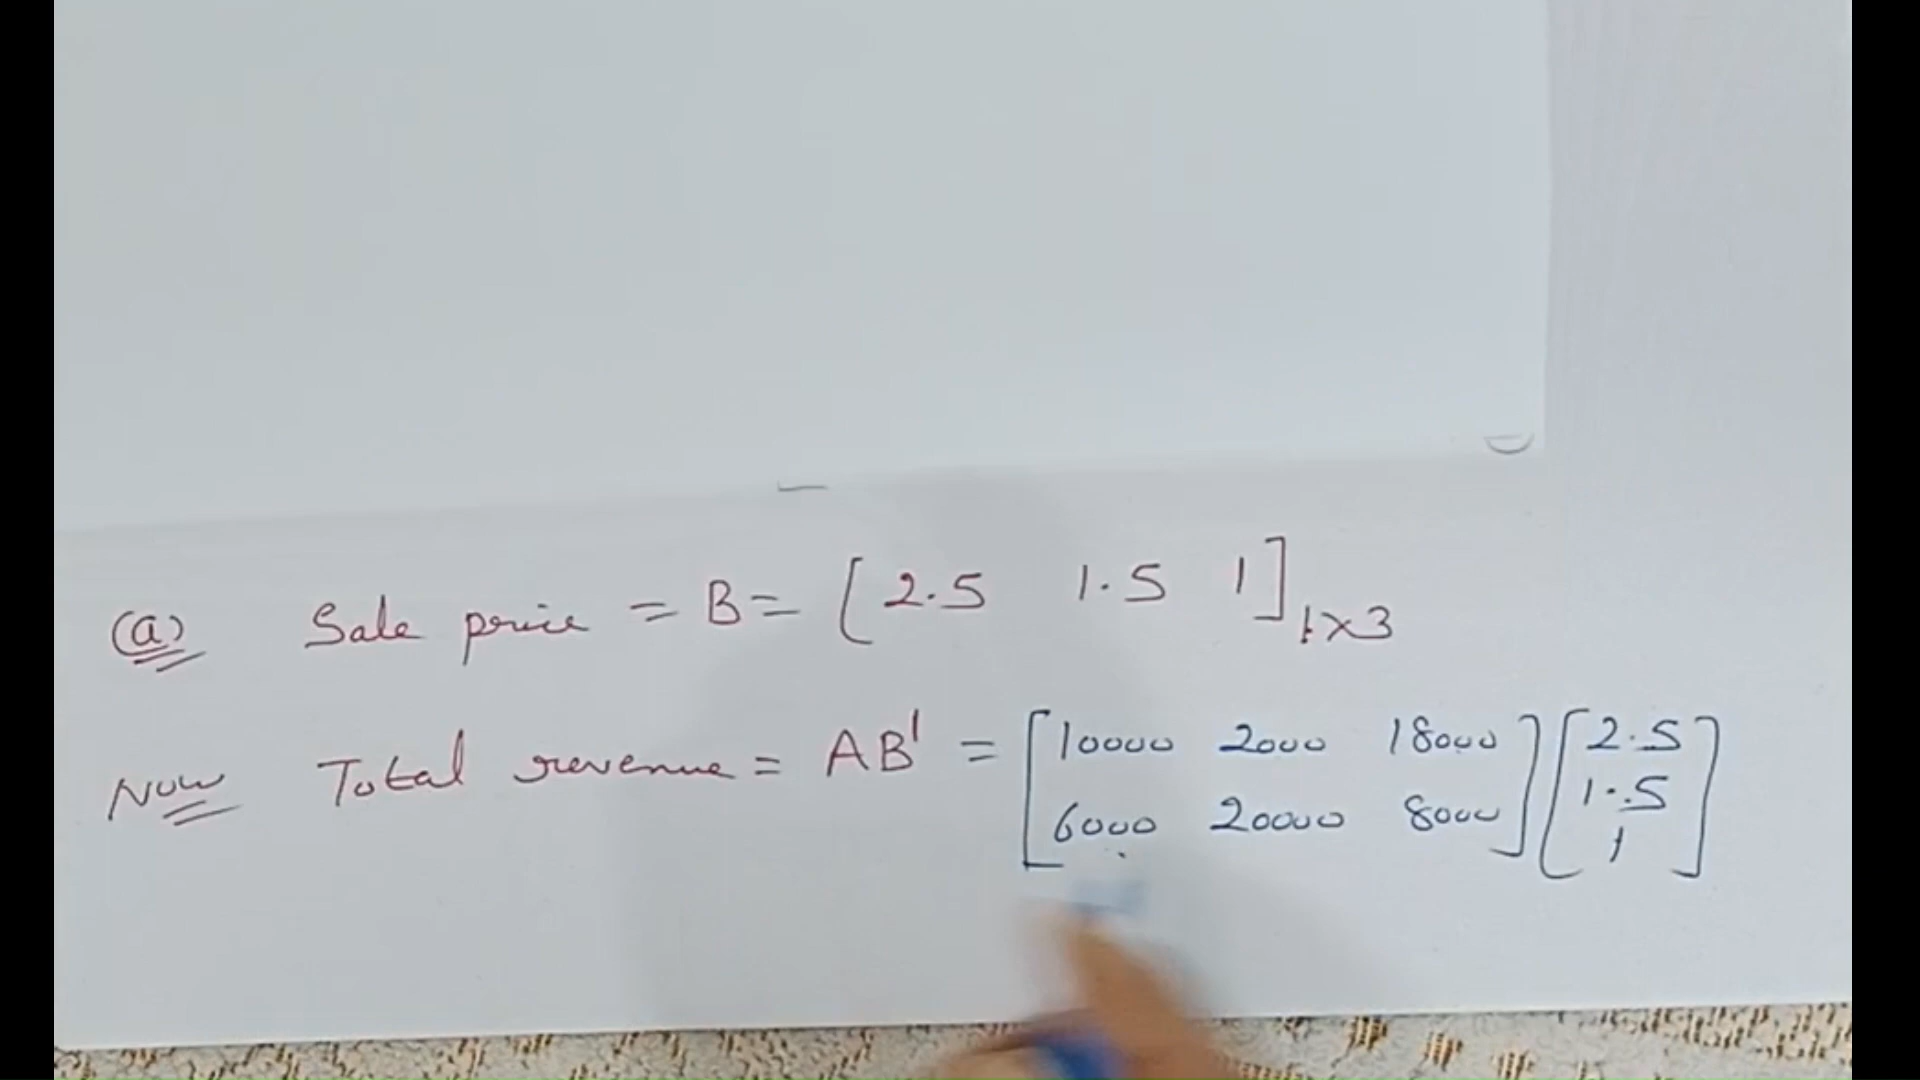 (a) Sale price = B = [2.5 1.5 1]1×3
Now Total revenue = AB' = [10000 2000 18000
6000 20000 8000] [2.5
1.5
1]